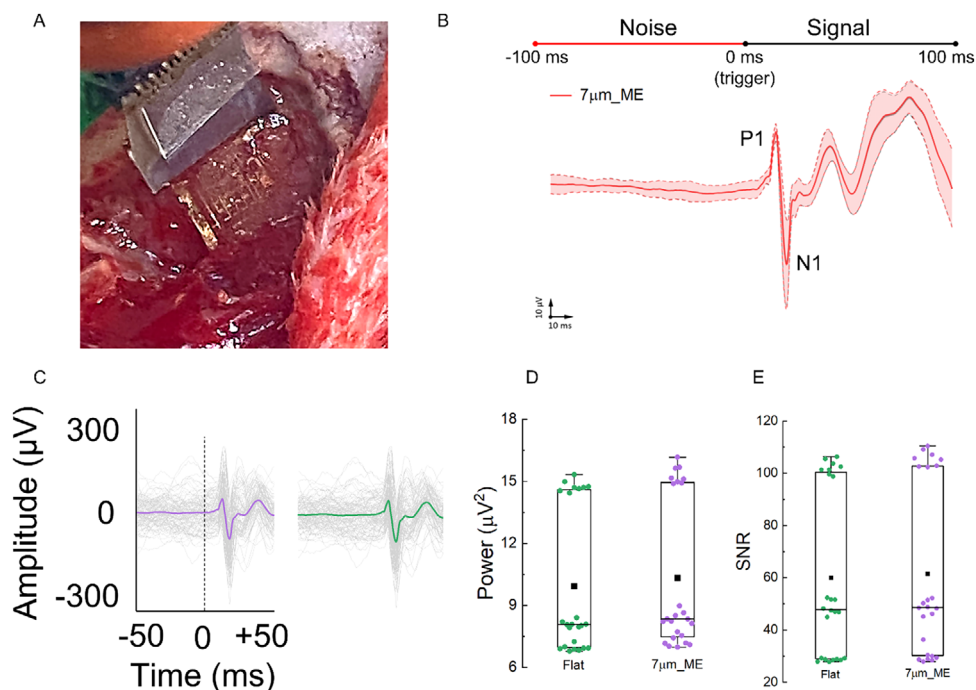 A
B
Noise
Signal
-100 ms
0 ms
100 ms
(trigger)
7μm_ME
P1
N1
10 μV
10 ms
C
D
E
Amplitude (μV)
300
0
-300
-50
0
+50
Time (ms)
Power (μV²)
18
15
12
9
6
Flat
7μm_ME
SNR
120
100
80
60
40
20
Flat
7μm_ME